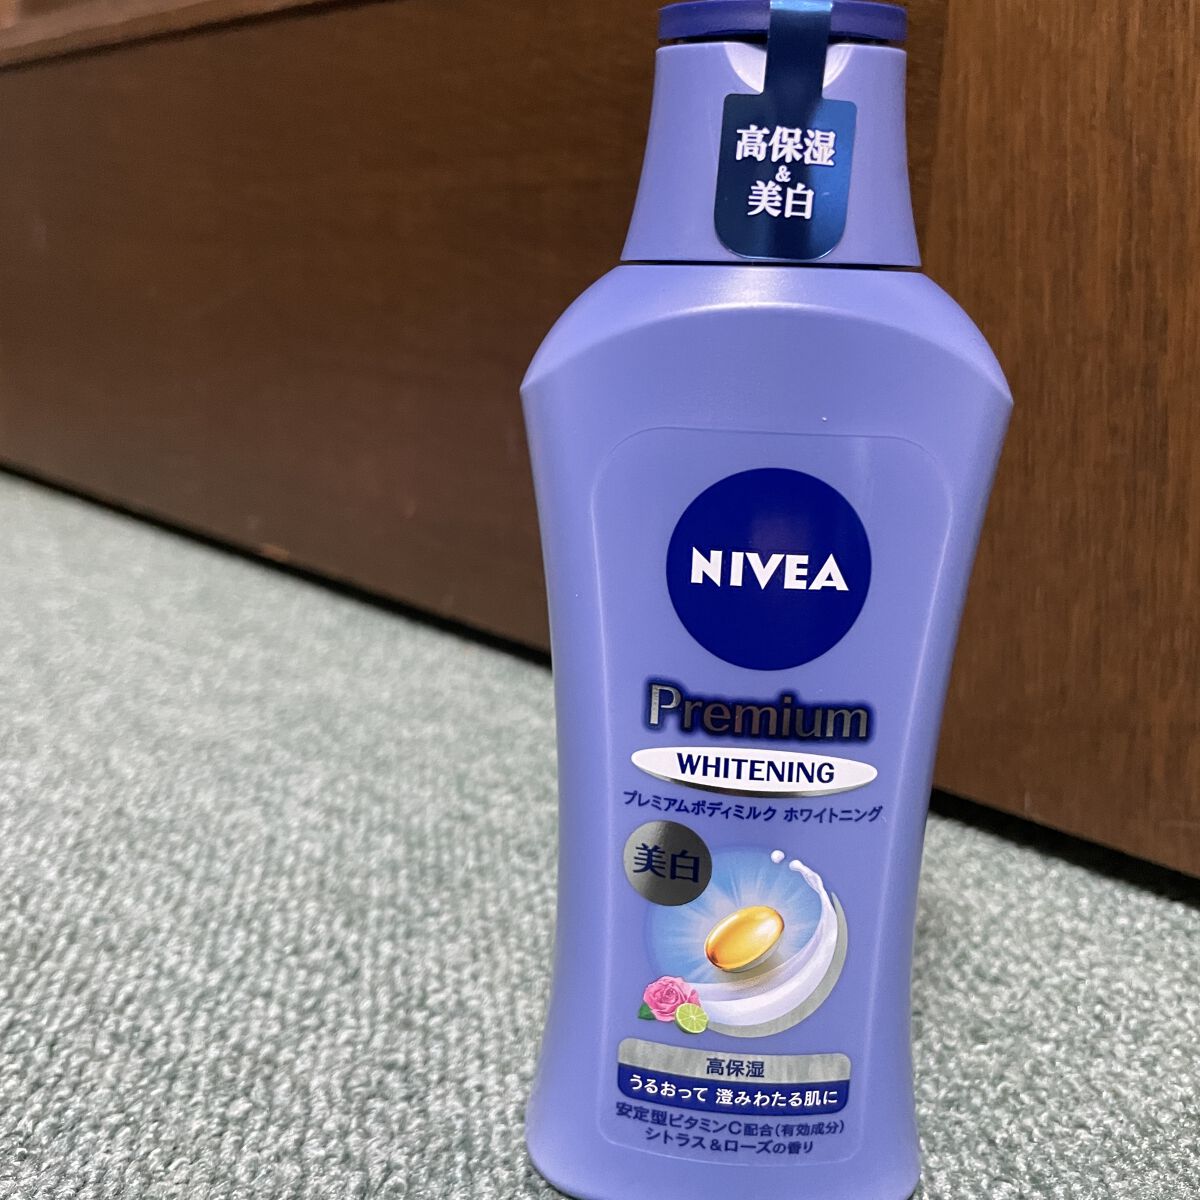 高保湿
&
美白
NIVEA
Premium
WHITENING
プレミアムボディミルク ホワイトニング
美白
高保湿
うるおって 澄みわたる肌に
安定型ビタミンC配合(有効成分)
シトラス&ローズの香り